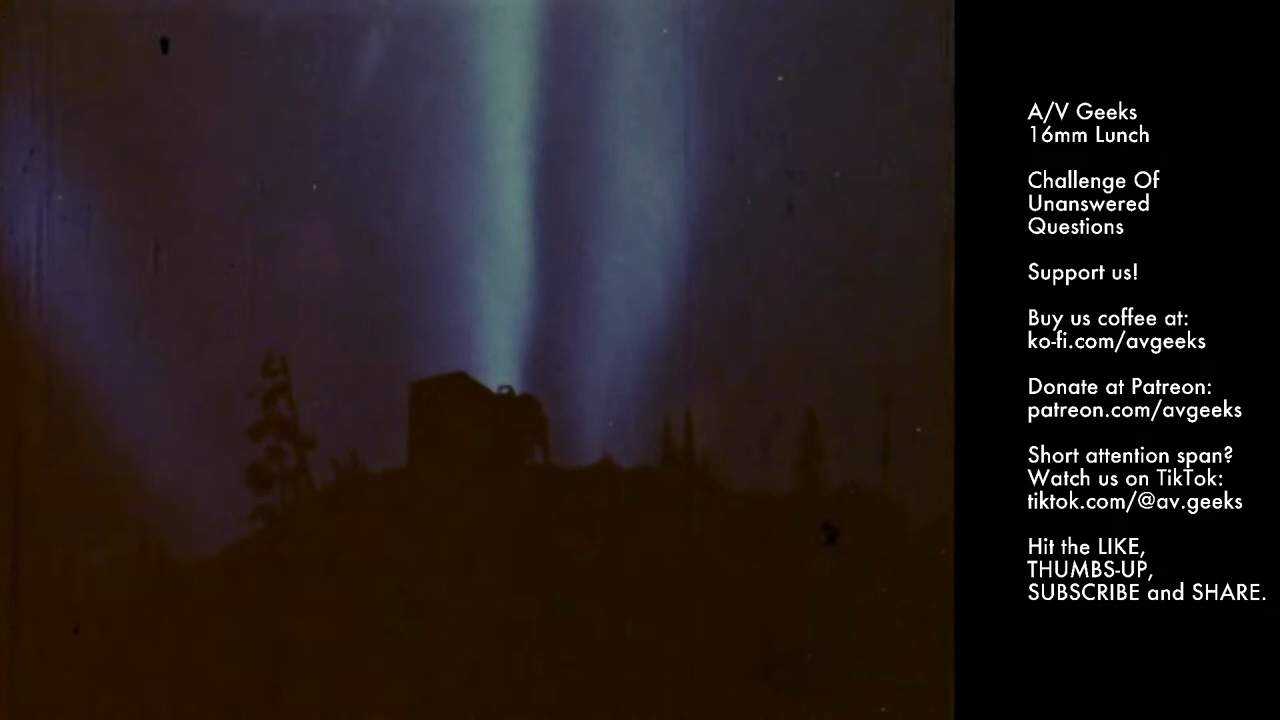 A/V Geeks
16mm Lunch
Challenge Of
Unanswered
Questions
Support us!
Buy us coffee at:
ko-fi.com/avgeeks
Donate at Patreon:
patreon.com/avgeeks
Short attention span?
Watch us on TikTok:
tiktok.com/@av.geeks
Hit the LIKE,
THUMBS-UP,
SUBSCRIBE and SHARE.